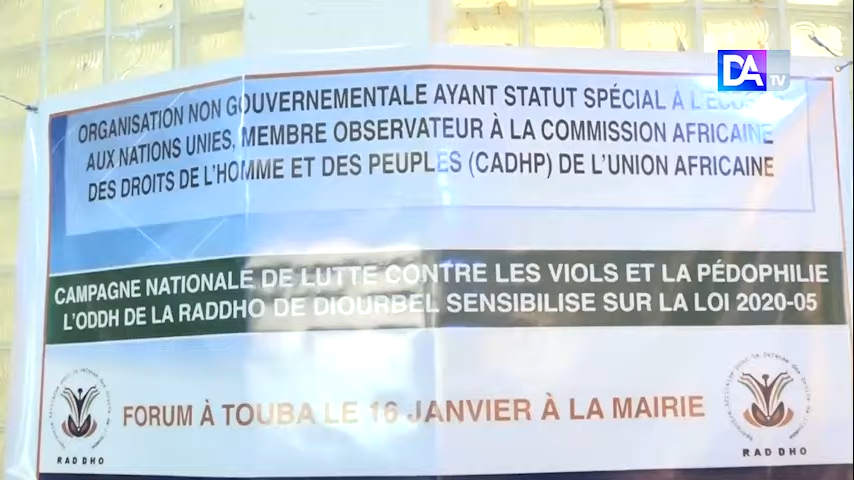 DA TV
ORGANISATION NON GOUVERNEMENTALE AYANT STATUT SPÉCIAL À
AUX NATIONS UNIES, MEMBRE OBSERVATEUR À LA COMMISSION AFRICAINE
DES DROITS DE L'HOMME ET DES PEUPLES (CADHP) DE L'UNION AFRICAINE
CAMPAGNE NATIONALE DE LUTTE CONTRE LES VIOLS ET LA PÉDOPHILIE
L'ODDH DE LA RADDHO DE DIOURBEL SENSIBILISE SUR LA LOI 2020-05
FORUM À TOUBA LE 16 JANVIER À LA MAIRIE
RADDHO
RADDHO